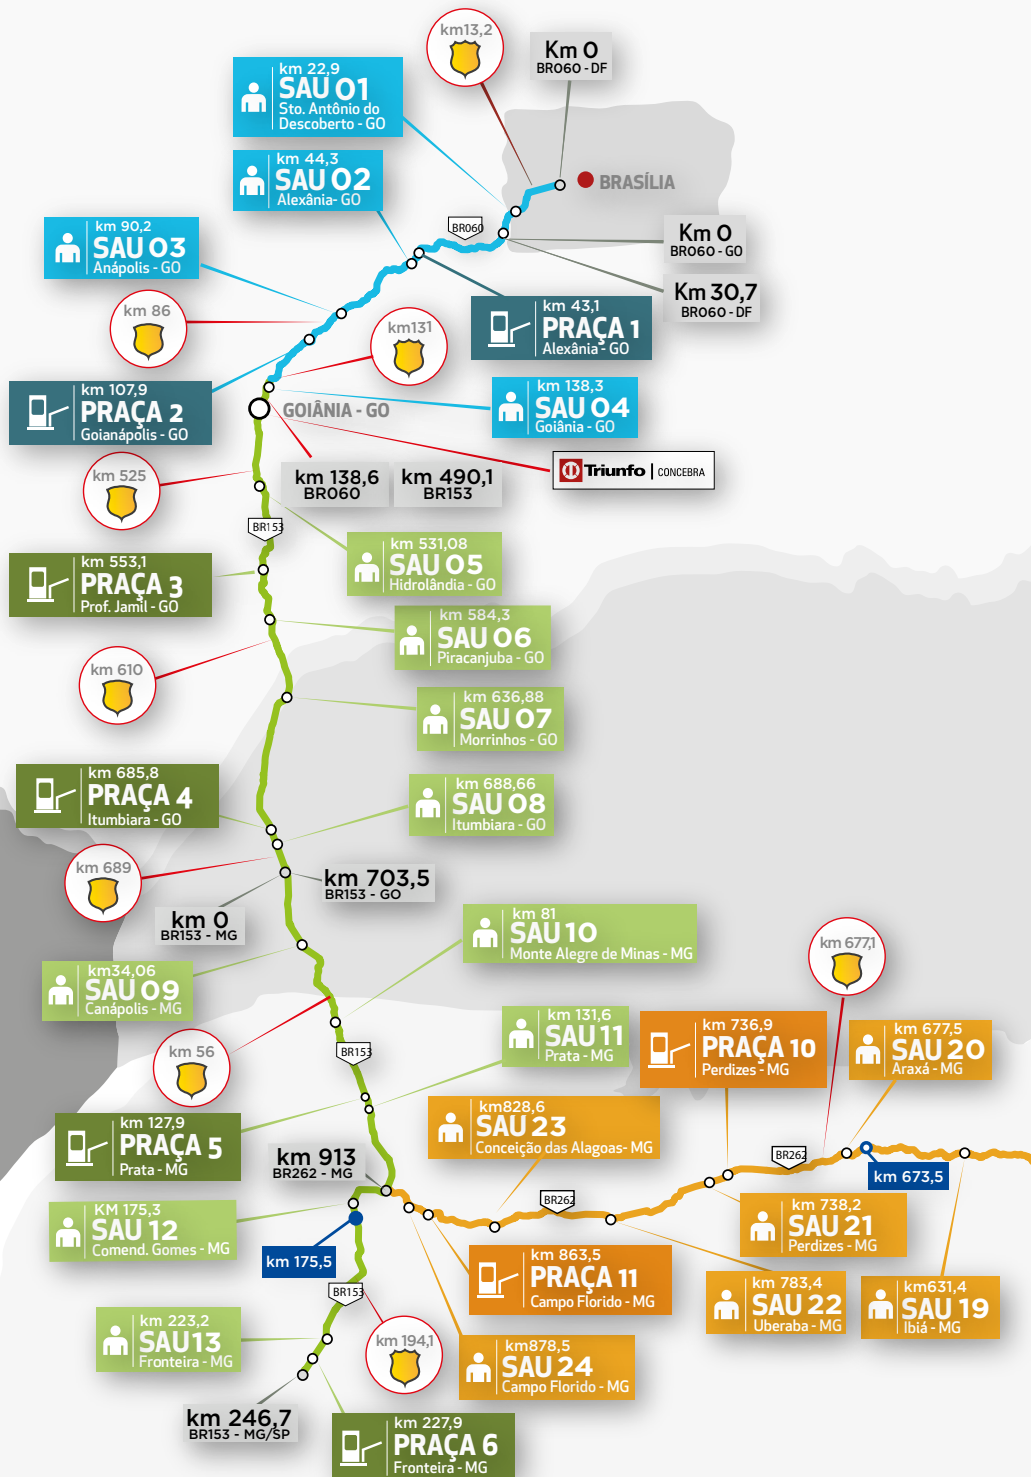 km13,2
Km 0
BR060 - DF
km 22,9
SAU 01
Sto. Antônio do
Descoberto - GO
km 44,3
SAU 02
Alexânia- GO
BRASÍLIA
BR060
km 90,2
SAU 03
Anápolis - GO
Km 0
BR060 - GO
Km 30,7
BR060 - DF
km 86
km131
km 43,1
PRAÇA 1
Alexânia - GO
km 107,9
PRAÇA 2
Goianápolis - GO
km 138,3
SAU 04
Goiânia - GO
GOIÂNIA - GO
km 138,6
BR060
km 490,1
BR153
Triunfo | CONCEBRA
km 525
BR153
km 531,08
SAU 05
Hidrolândia - GO
km 553,1
PRAÇA 3
Prof. Jamil - GO
km 584,3
SAU 06
Piracanjuba - GO
km 610
km 636,88
SAU 07
Morrinhos - GO
km 685,8
PRAÇA 4
Itumbiara - GO
km 688,66
SAU 08
Itumbiara - GO
km 689
km 703,5
BR153 - GO
km 0
BR153 - MG
km 81
SAU 10
Monte Alegre de Minas - MG
km34,06
SAU 09
Canápolis - MG
km 677,1
km 131,6
SAU 11
Prata - MG
km 736,9
PRAÇA 10
Perdizes - MG
km 677,5
SAU 20
Araxá - MG
km 56
BR153
km828,6
SAU 23
Conceição das Alagoas- MG
km 127,9
PRAÇA 5
Prata - MG
km 913
BR262 - MG
BR262
km 673,5
BR262
KM 175,3
SAU 12
Comend. Gomes - MG
km 738,2
SAU 21
Perdizes - MG
km 175,5
km 863,5
PRAÇA 11
Campo Florido - MG
km 783,4
SAU 22
Uberaba - MG
km631,4
SAU 19
Ibiá - MG
BR153
km 223,2
SAU13
Fronteira - MG
km 194,1
km878,5
SAU 24
Campo Florido - MG
km 246,7
BR153 - MG/SP
km 227,9
PRAÇA 6
Fronteira - MG